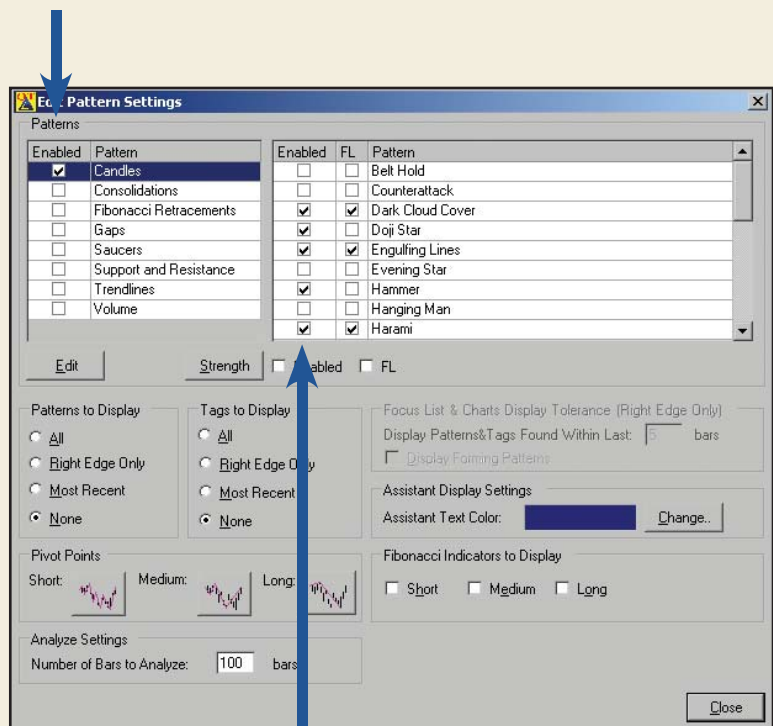 Edit Pattern Settings
Patterns
Enabled Pattern
Candles
Consolidations
Fibonacci Retracements
Gaps
Saucers
Support and Resistance
Trendlines
Volume
Enabled FL Pattern
Belt Hold
Counterattack
Dark Cloud Cover
Doji Star
Engulfing Lines
Evening Star
Hammer
Hanging Man
Harami
Edit
Strength
Enabled FL
Patterns to Display
All
Right Edge Only
Most Recent
None
Tags to Display
All
Right Edge Only
Most Recent
None
Focus List & Charts Display Tolerance (Right Edge Only)
Display Patterns&Tags Found Within Last: 5 bars
Display Forming Patterns
Assistant Display Settings
Assistant Text Color: Change..
Pivot Points
Short: Medium: Long:
Fibonacci Indicators to Display
Short Medium Long
Analyze Settings
Number of Bars to Analyze: 100 bars
Close